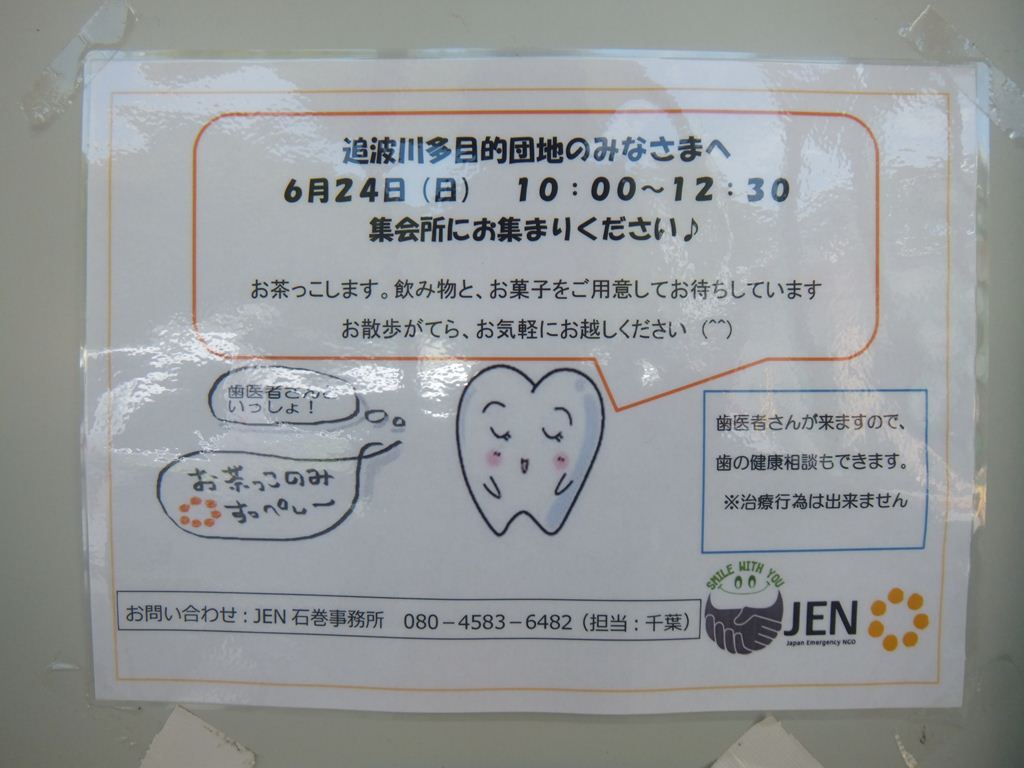 追波川多目的団地のみなさまへ
6月24日（日）　10：00～12：30
集会所にお集まりください♪
お茶っこします。飲み物と、お菓子をご用意してお待ちしています
お散歩がてら、お気軽にお越しください（^^）
歯医者さんと
いっしょ！
お茶っこのみ
すっぺしー
歯医者さんが来ますので、
歯の健康相談もできます。
※治療行為は出来ません
SMILE WITH YOU
お問い合わせ：JEN 石巻事務所　080－4583－6482（担当：千葉）
JEN
Japan Emergency NGO